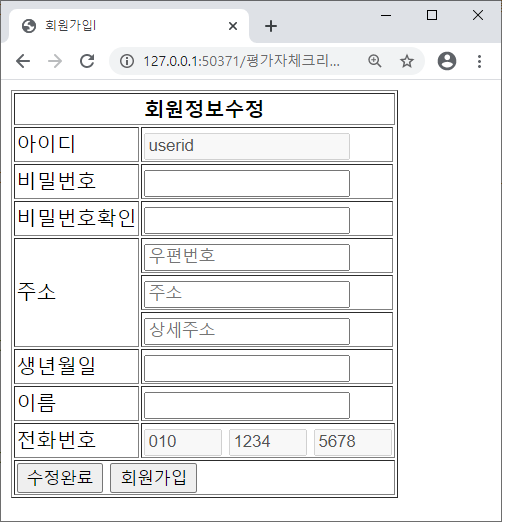 회원가입
127.0.0.1:50371/평가자체크리...
회원정보수정
아이디 userid
비밀번호
비밀번호확인
주소 우편번호
주소
상세주소
생년월일
이름
전화번호 010 1234 5678
수정완료 회원가입